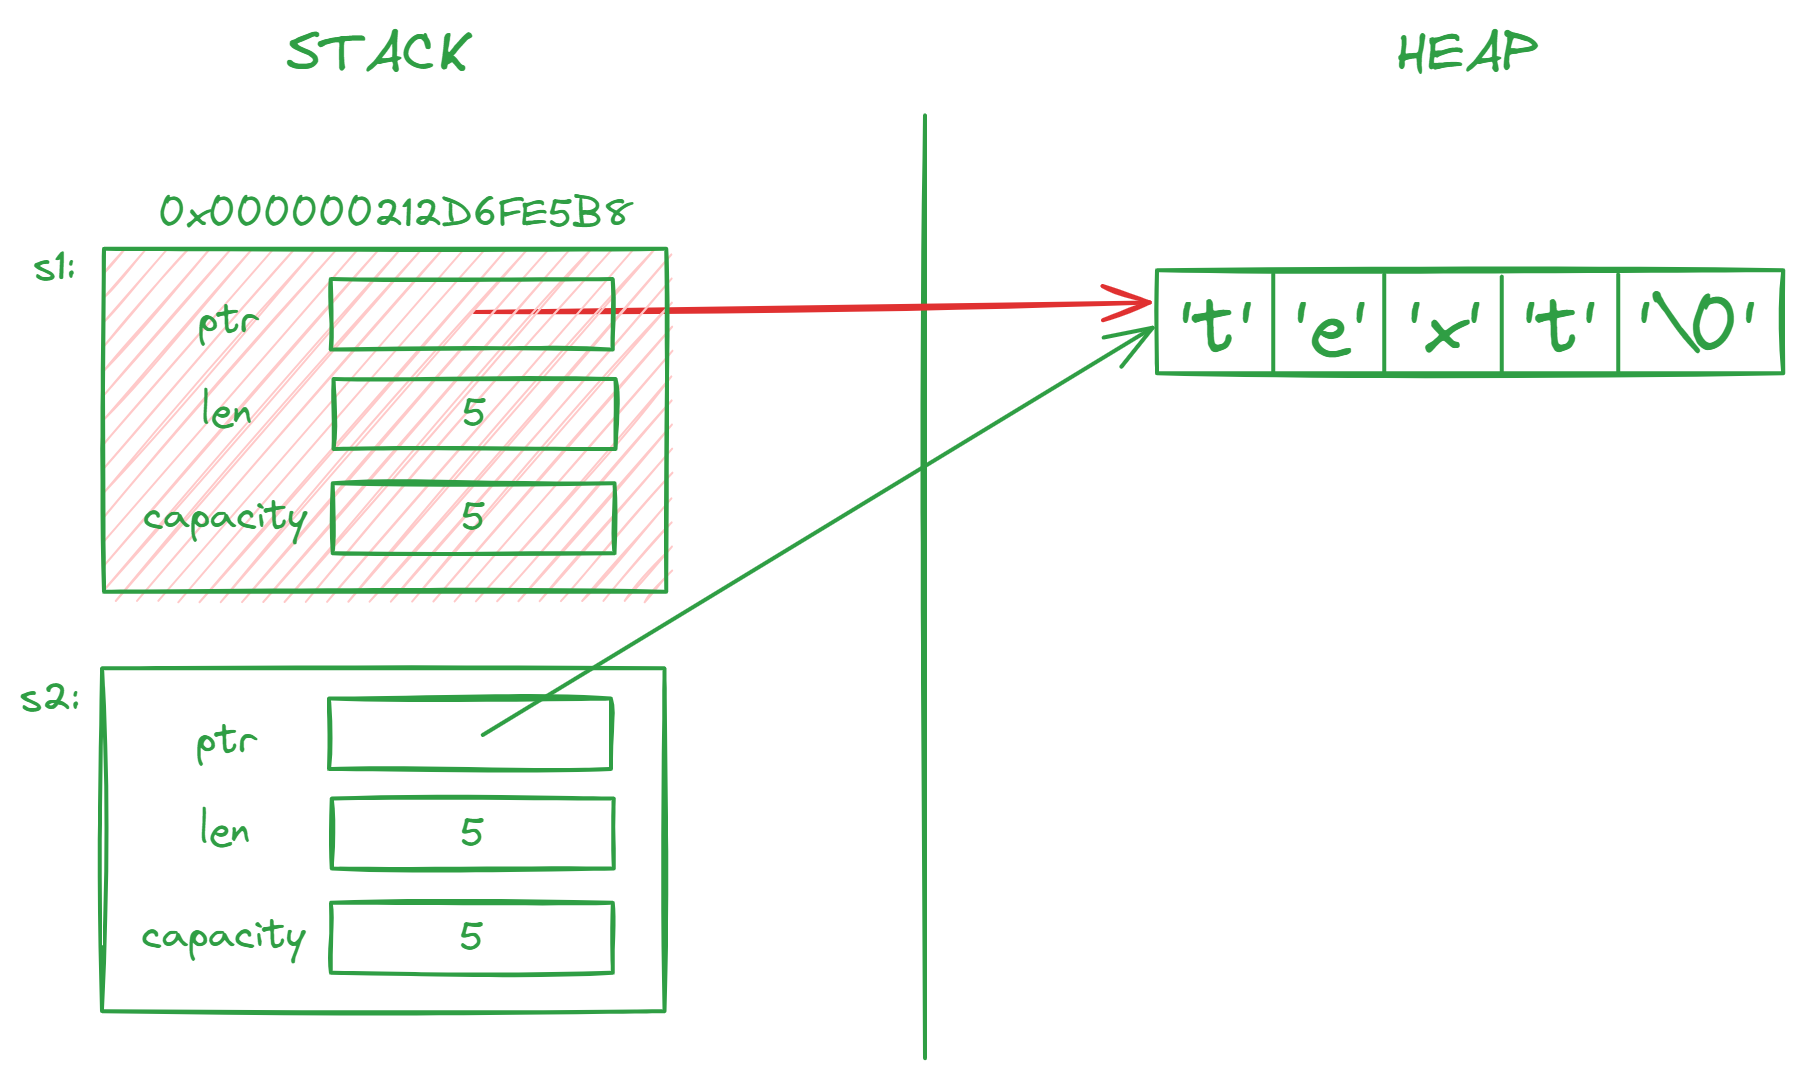 STACK
HEAP
0x000000212D6FE5B8
s1:
ptr
len 5
capacity 5
't' 'e' 'x' 't' '\0'
s2:
ptr
len 5
capacity 5